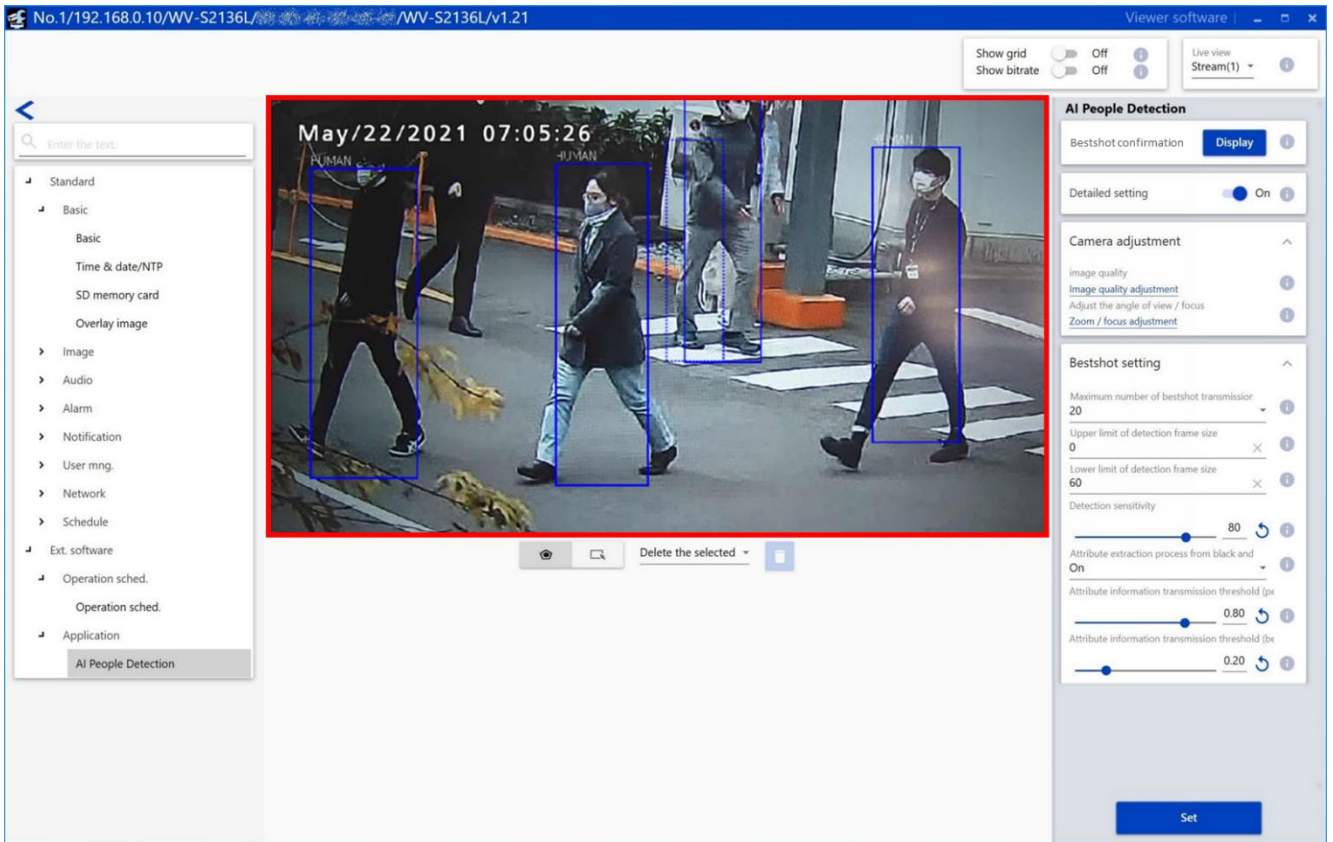 No.1/192.168.0.10/WV-S2136L/ /WV-S2136L/v1.21
Viewer software
Show grid Off
Show bitrate Off
Live view
Stream(1)
Enter the text.
Standard
Basic
Basic
Time & date/NTP
SD memory card
Overlay image
Image
Audio
Alarm
Notification
User mng.
Network
Schedule
Ext. software
Operation sched.
Operation sched.
Application
AI People Detection
May/22/2021 07:05:26
HUMAN
HUMAN
HUMAN
Delete the selected
AI People Detection
Bestshot confirmation Display
Detailed setting On
Camera adjustment
image quality
Image quality adjustment
Adjust the angle of view / focus
Zoom / focus adjustment
Bestshot setting
Maximum number of bestshot transmission
20
Upper limit of detection frame size
0
Lower limit of detection frame size
60
Detection sensitivity
80
Attribute extraction process from black and
On
Attribute information transmission threshold (pe
0.80
Attribute information transmission threshold (be
0.20
Set